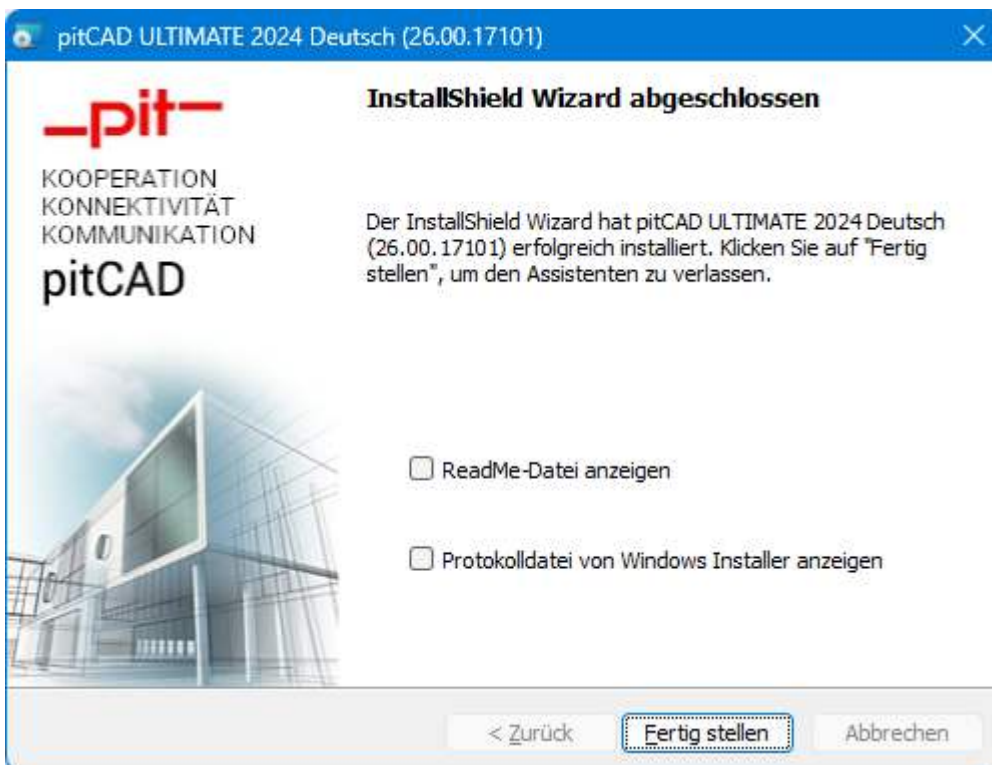 pitCAD ULTIMATE 2024 Deutsch (26.00.17101)
pit
KOOPERATION
KONNEKTIVITÄT
KOMMUNIKATION
pitCAD
InstallShield Wizard abgeschlossen
Der InstallShield Wizard hat pitCAD ULTIMATE 2024 Deutsch
(26.00.17101) erfolgreich installiert. Klicken Sie auf "Fertig
stellen", um den Assistenten zu verlassen.
ReadMe-Datei anzeigen
Protokolldatei von Windows Installer anzeigen
< Zurück
Fertig stellen
Abbrechen